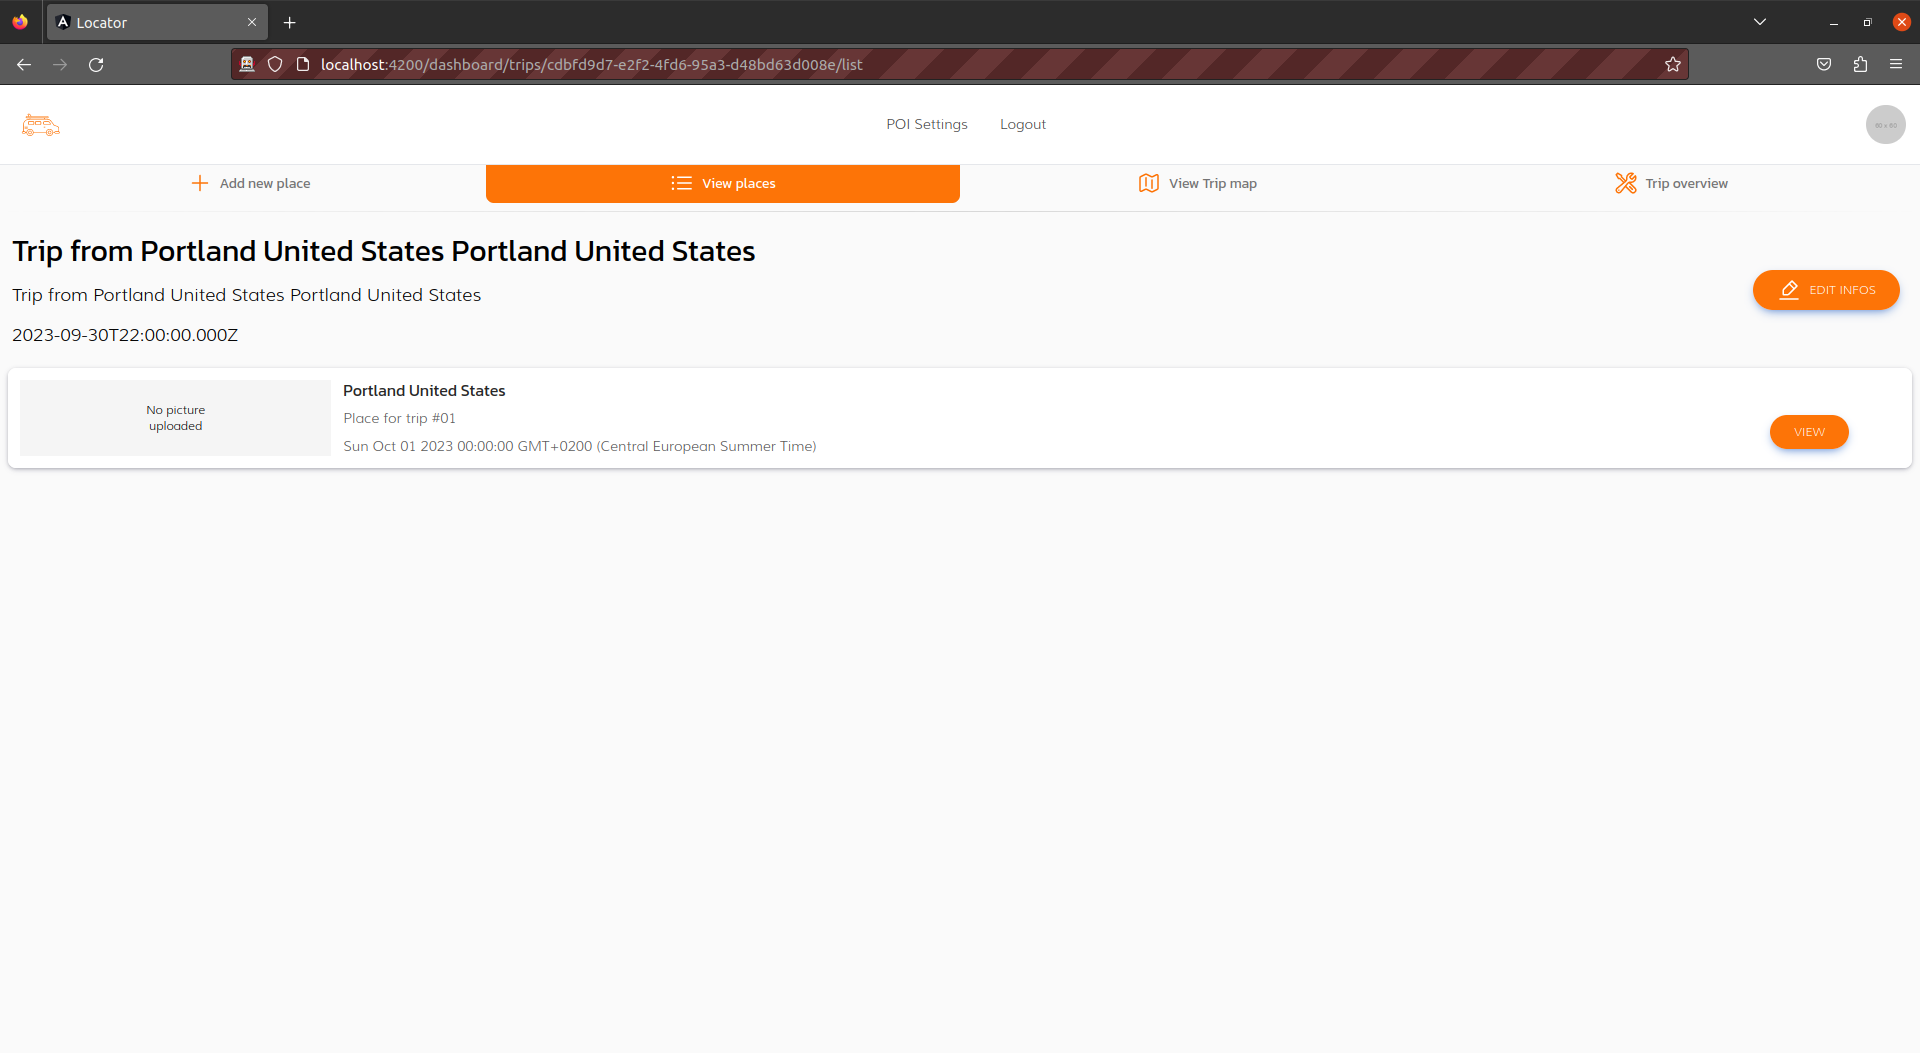 Locator
localhost:4200/dashboard/trips/cdbfd9d7-e2f2-4fd6-95a3-d48bd63d008e/list
POI Settings
Logout
Add new place
View places
View Trip map
Trip overview
Trip from Portland United States Portland United States
Trip from Portland United States Portland United States
EDIT INFOS
2023-09-30T22:00:00.000Z
No picture
uploaded
Portland United States
Place for trip #01
Sun Oct 01 2023 00:00:00 GMT+0200 (Central European Summer Time)
VIEW